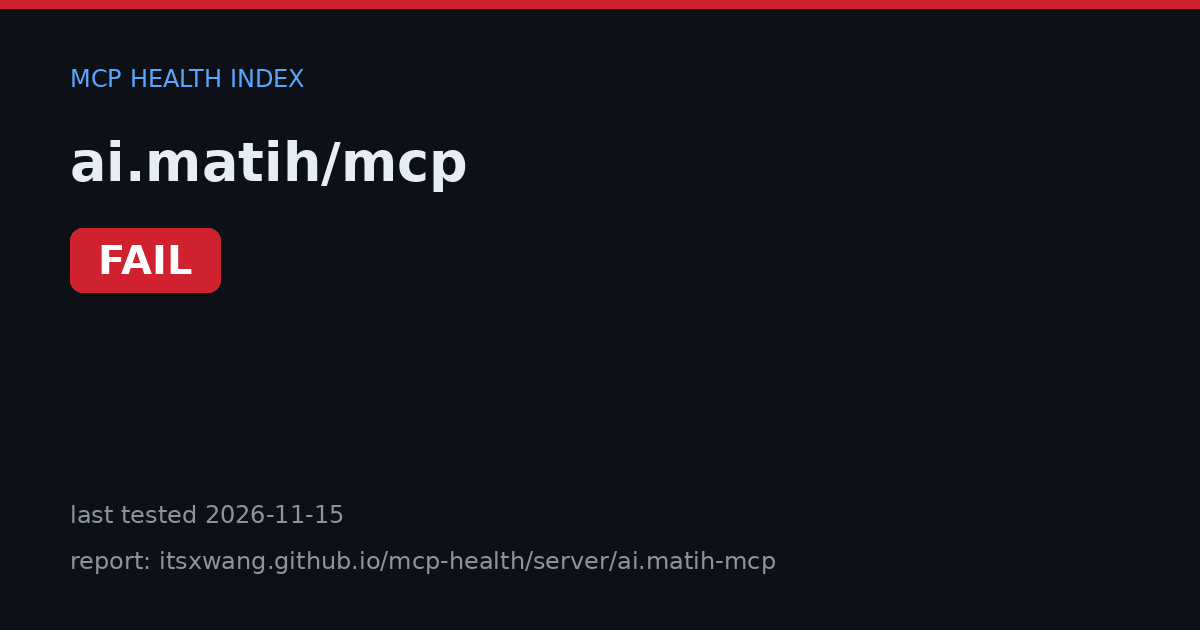 MCP HEALTH INDEX
ai.matih/mcp
FAIL
last tested 2026-11-15
report: itsxwang.github.io/mcp-health/server/ai.matih-mcp